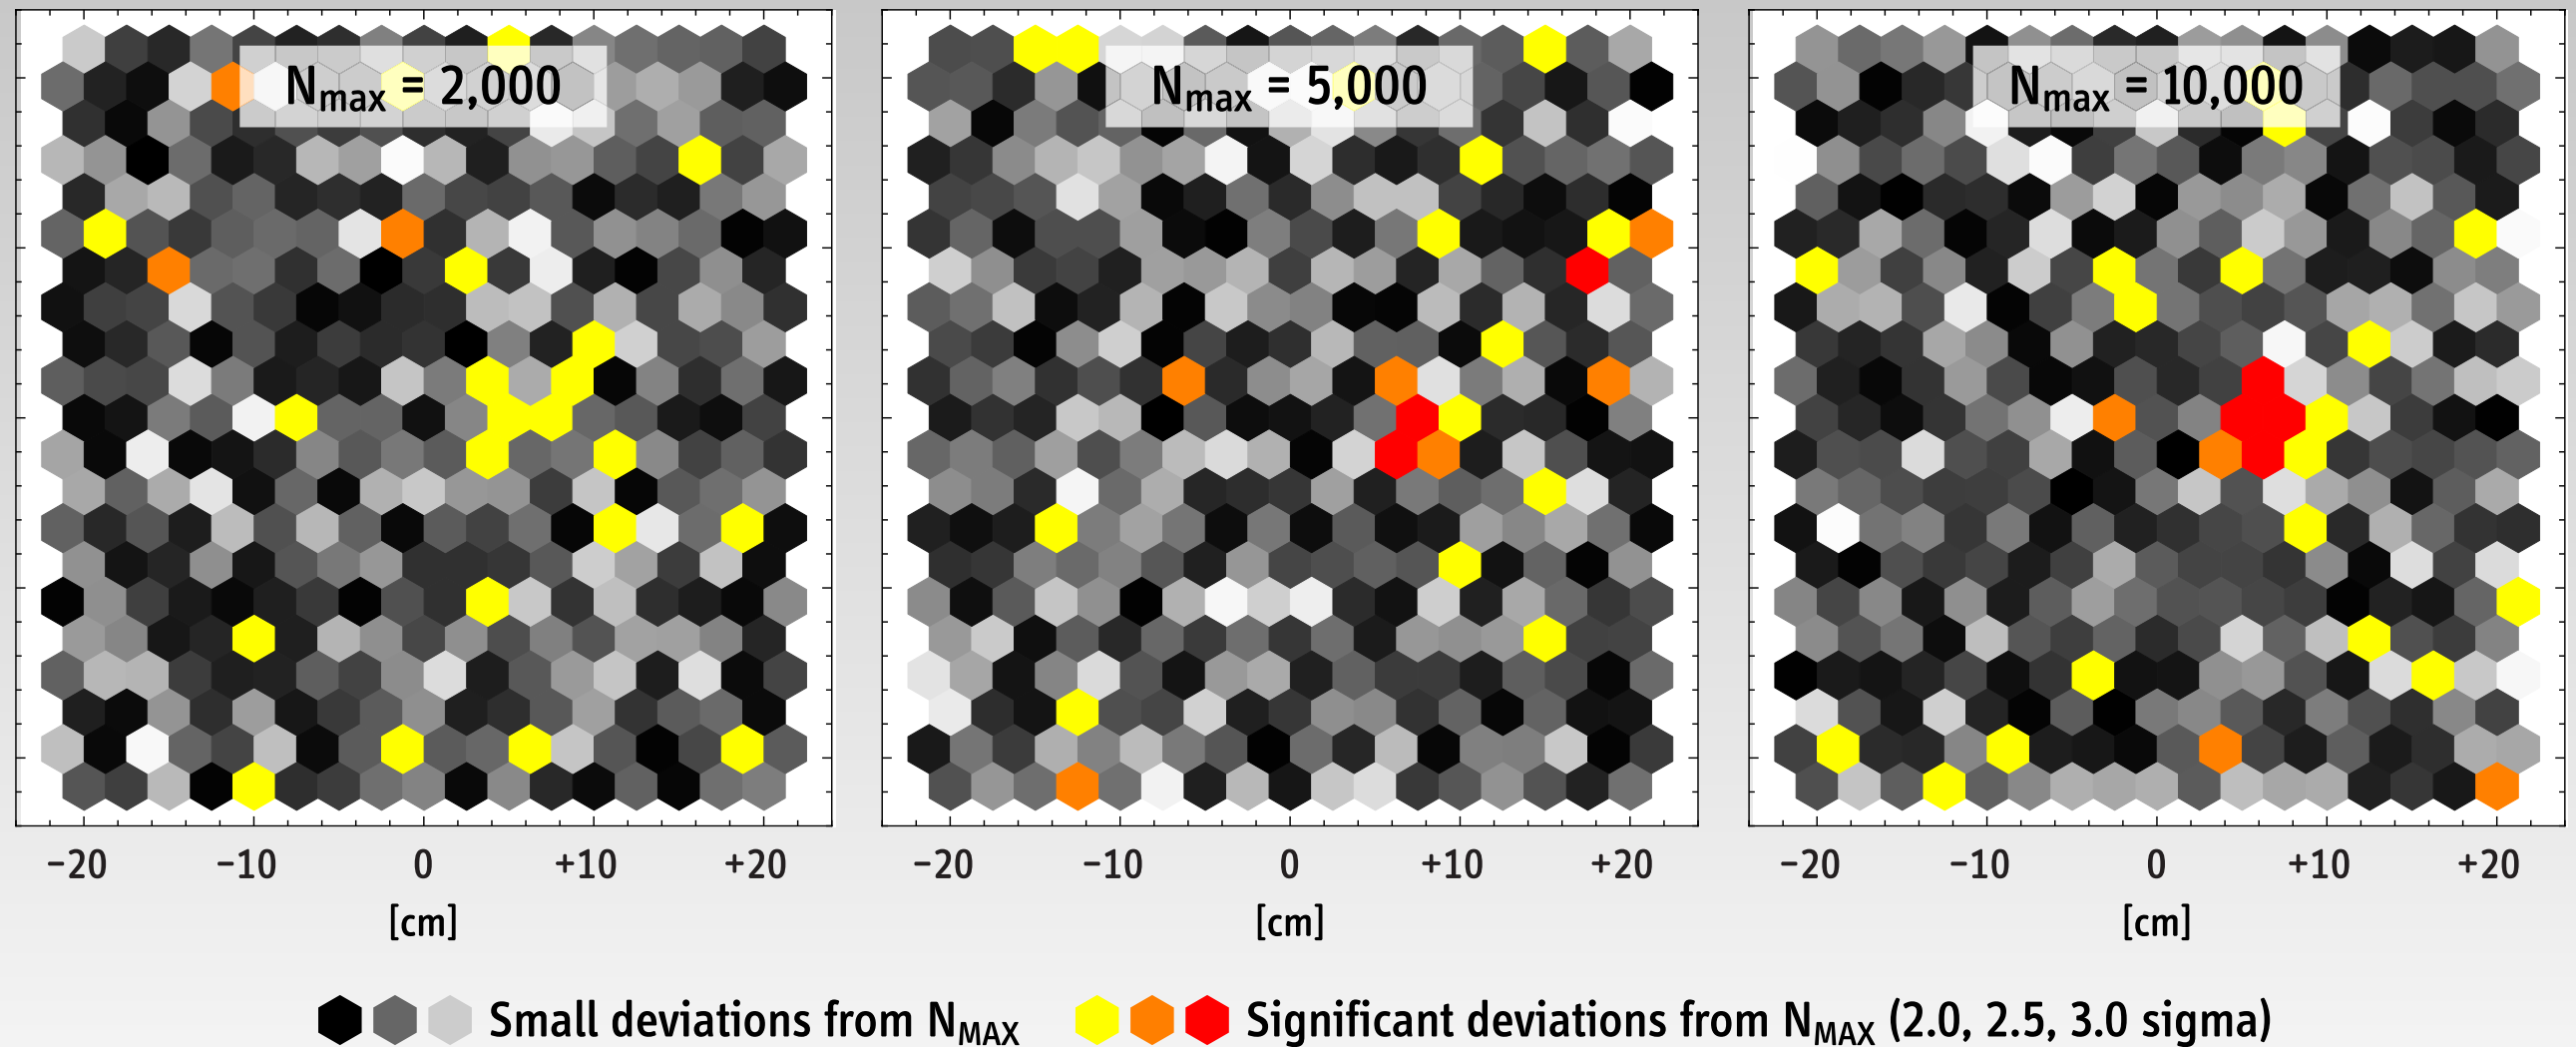 Nmax = 2,000
Nmax = 5,000
Nmax = 10,000
−20 −10 0 +10 +20
−20 −10 0 +10 +20
−20 −10 0 +10 +20
[cm]
[cm]
[cm]
Small deviations from NMAX
Significant deviations from NMAX (2.0, 2.5, 3.0 sigma)